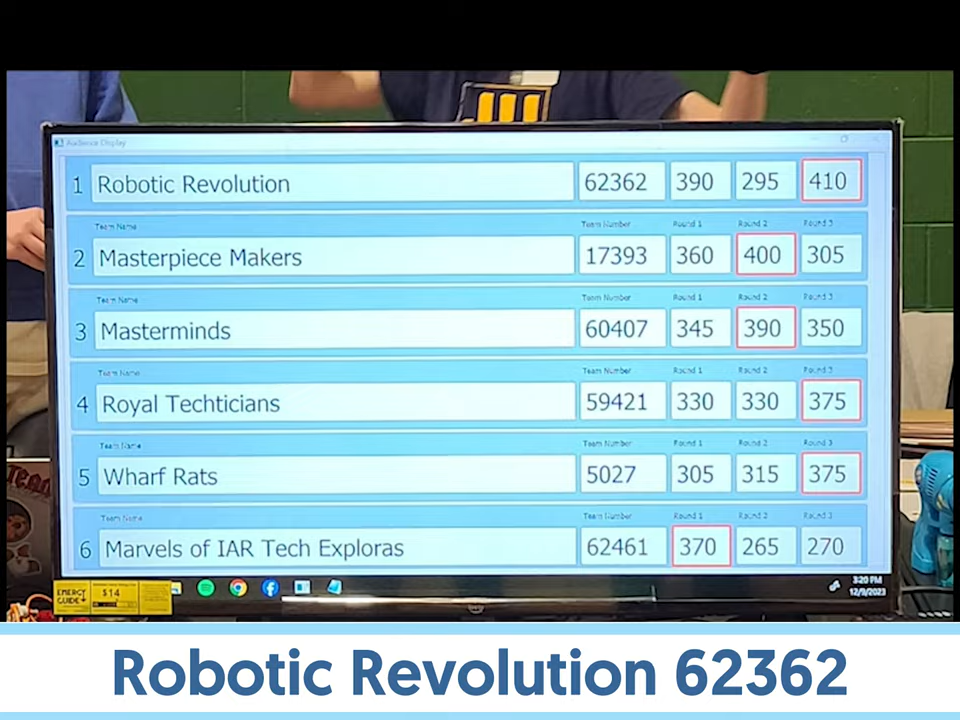 Audience Display
1 Robotic Revolution 62362 390 295 410
Team Name Team Number Round 1 Round 2 Round 3
2 Masterpiece Makers 17393 360 400 305
Team Name Team Number Round 1 Round 2 Round 3
3 Masterminds 60407 345 390 350
Team Name Team Number Round 1 Round 2 Round 3
4 Royal Techticians 59421 330 330 375
Team Name Team Number Round 1 Round 2 Round 3
5 Wharf Rats 5027 305 315 375
Team Name Team Number Round 1 Round 2 Round 3
6 Marvels of IAR Tech Exploras 62461 370 265 270
ENERGY
GUIDE
$14
3:20 PM
12/9/2023
Robotic Revolution 62362